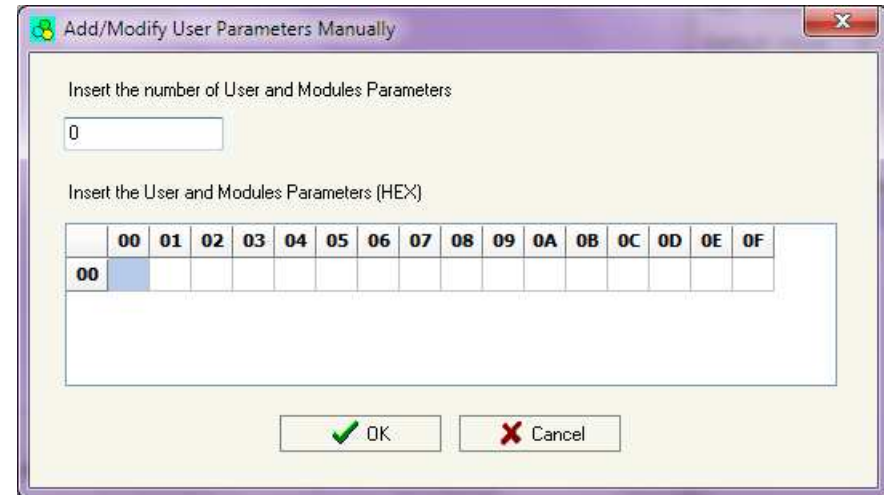 Add/Modify User Parameters Manually
Insert the number of User and Modules Parameters
0
Insert the User and Modules Parameters (HEX)
00 01 02 03 04 05 06 07 08 09 0A 0B 0C 0D 0E 0F
00
OK Cancel